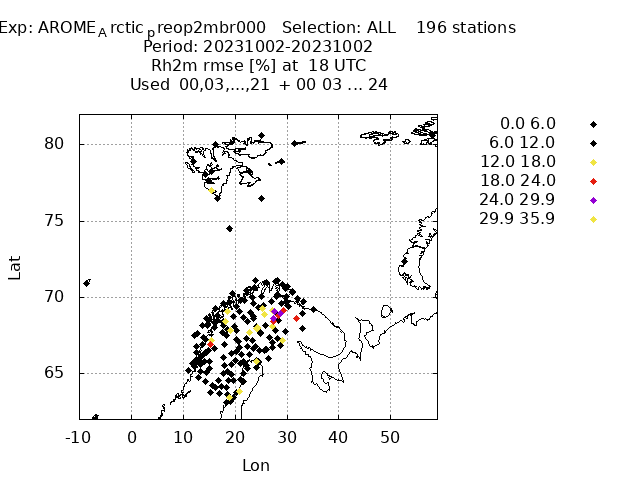 Exp: AROME_Arctic_preop2mbr000 Selection: ALL 196 stations
Period: 20231002-20231002
Rh2m rmse [%] at 18 UTC
Used 00,03,...,21 + 00 03 ... 24
0.0 6.0
6.0 12.0
12.0 18.0
18.0 24.0
24.0 29.9
29.9 35.9
80
75
70
65
Lat
-10 0 10 20 30 40 50
Lon